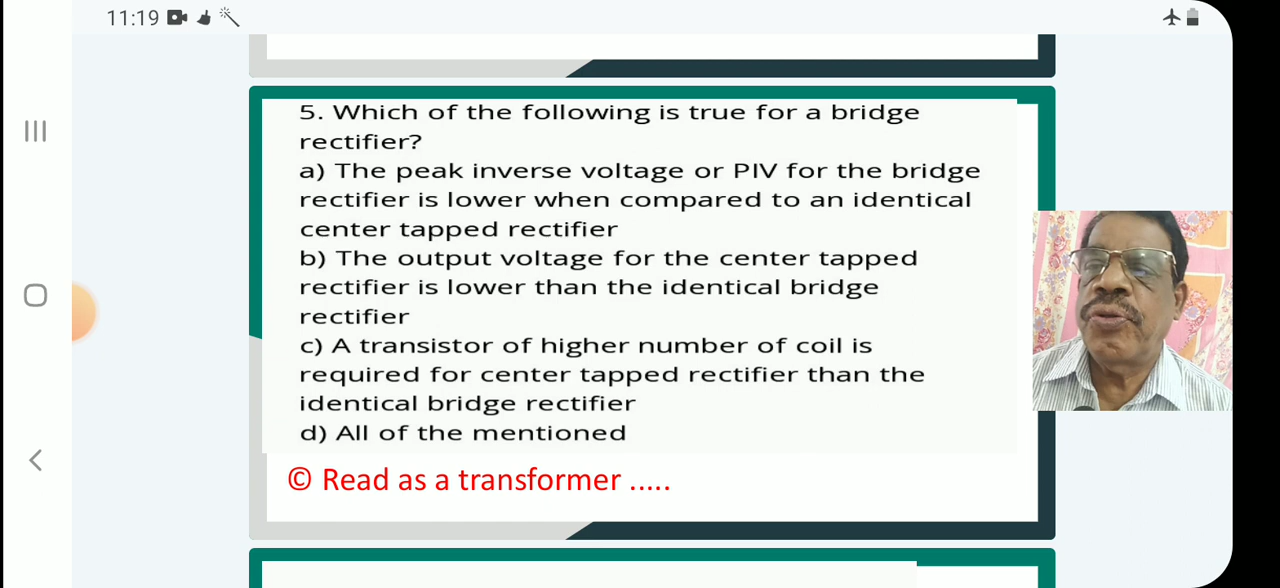 11:19
5. Which of the following is true for a bridge
rectifier?
a) The peak inverse voltage or PIV for the bridge
rectifier is lower when compared to an identical
center tapped rectifier
b) The output voltage for the center tapped
rectifier is lower than the identical bridge
rectifier
c) A transistor of higher number of coil is
required for center tapped rectifier than the
identical bridge rectifier
d) All of the mentioned
© Read as a transformer .....